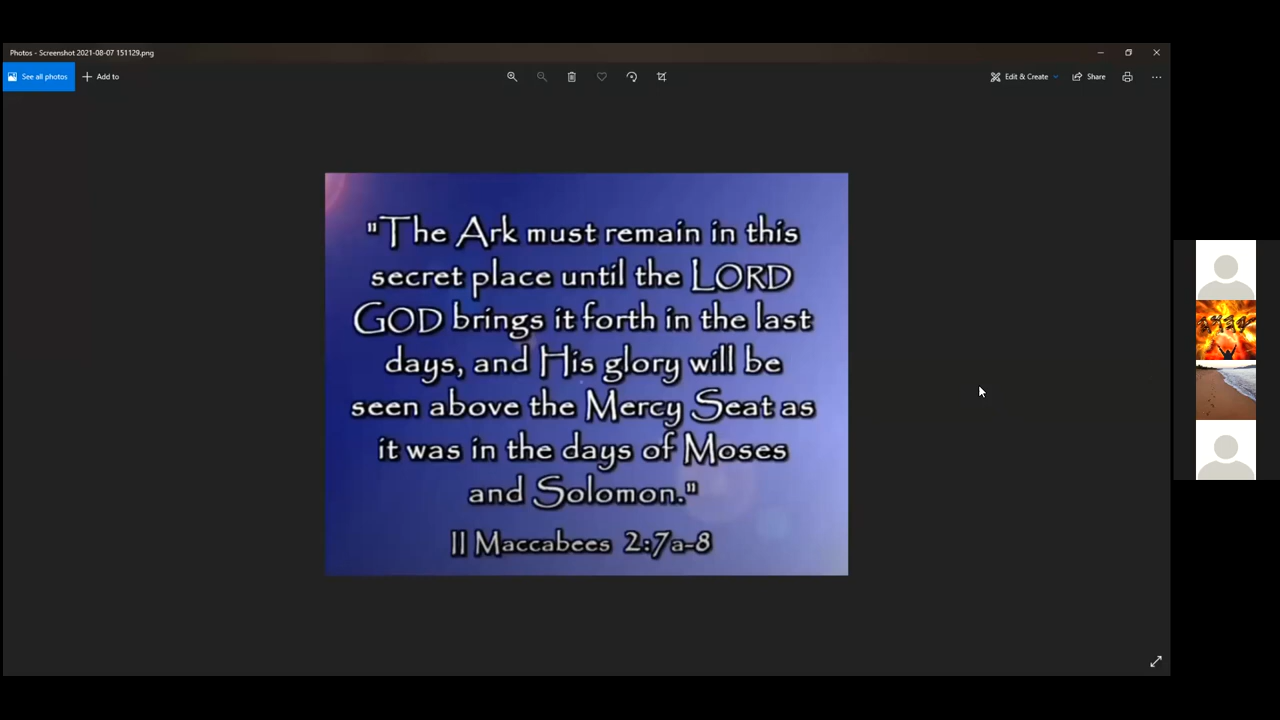 Photos - Screenshot 2021-08-07 151129.png
See all photos
Add to
Edit & Create
Share
"The Ark must remain in this
secret place until the LORD
GOD brings it forth in the last
days, and His glory will be
seen above the Mercy Seat as
it was in the days of Moses
and Solomon."
II Maccabees 2:7a-8